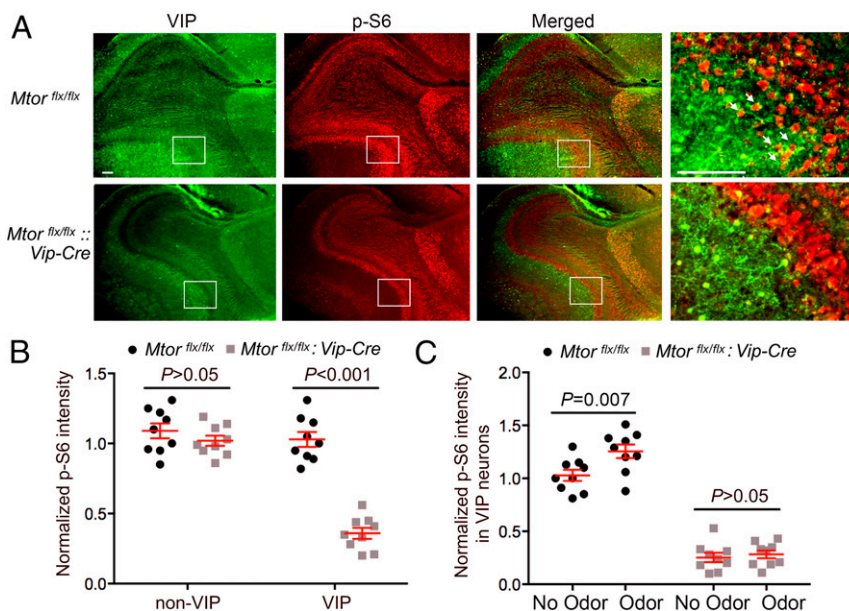 A
VIP
p-S6
Merged
Mtor flx/flx
Mtor flx/flx ::
Vip-Cre
B
Mtor flx/flx
Mtor flx/flx : Vip-Cre
P>0.05
P<0.001
Normalized p-S6 intensity
1.5
1.0
0.5
0.0
non-VIP
VIP
C
Mtor flx/flx
Mtor flx/flx : Vip-Cre
P=0.007
P>0.05
Normalized p-S6 intensity
in VIP neurons
2.0
1.5
1.0
0.5
0.0
No Odor
Odor
No Odor
Odor